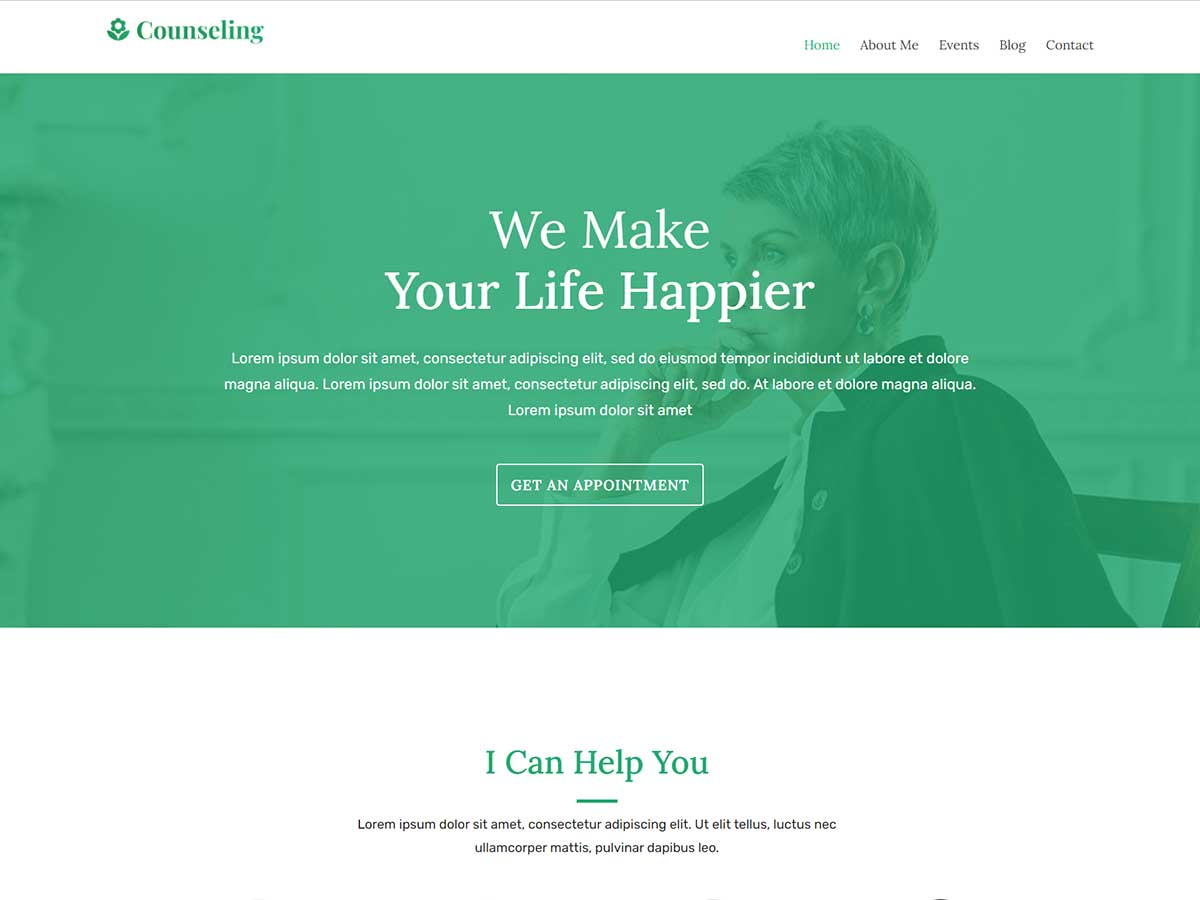 Counseling
Home About Me Events Blog Contact
We Make
Your Life Happier
Lorem ipsum dolor sit amet, consectetur adipiscing elit, sed do eiusmod tempor incididunt ut labore et dolore
magna aliqua. Lorem ipsum dolor sit amet, consectetur adipiscing elit, sed do. At labore et dolore magna aliqua.
Lorem ipsum dolor sit amet
GET AN APPOINTMENT
I Can Help You
Lorem ipsum dolor sit amet, consectetur adipiscing elit. Ut elit tellus, luctus nec
ullamcorper mattis, pulvinar dapibus leo.